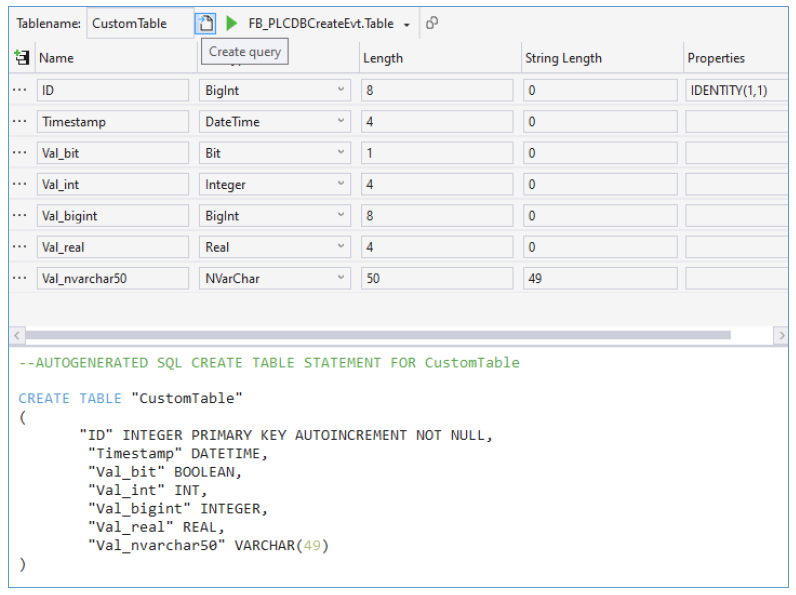 Tablename: CustomTable FB_PLCDBCreateEvt.Table
Create query
Name Length String Length Properties
ID BigInt 8 0 IDENTITY(1,1)
Timestamp DateTime 4 0
Val_bit Bit 1 0
Val_int Integer 4 0
Val_bigint BigInt 8 0
Val_real Real 4 0
Val_nvarchar50 NVarChar 50 49
--AUTOGENERATED SQL CREATE TABLE STATEMENT FOR CustomTable
CREATE TABLE "CustomTable"
(
"ID" INTEGER PRIMARY KEY AUTOINCREMENT NOT NULL,
"Timestamp" DATETIME,
"Val_bit" BOOLEAN,
"Val_int" INT,
"Val_bigint" INTEGER,
"Val_real" REAL,
"Val_nvarchar50" VARCHAR(49)
)